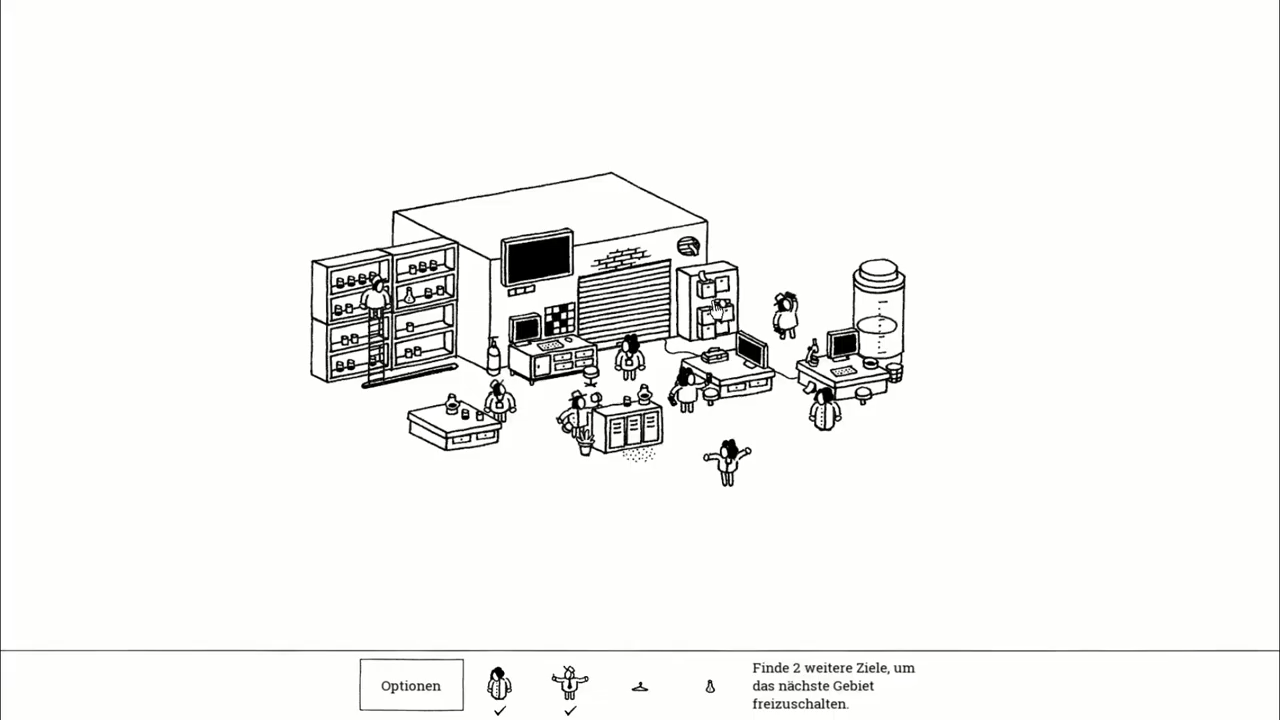 Optionen
Finde 2 weitere Ziele, um
das nächste Gebiet
freizuschalten.